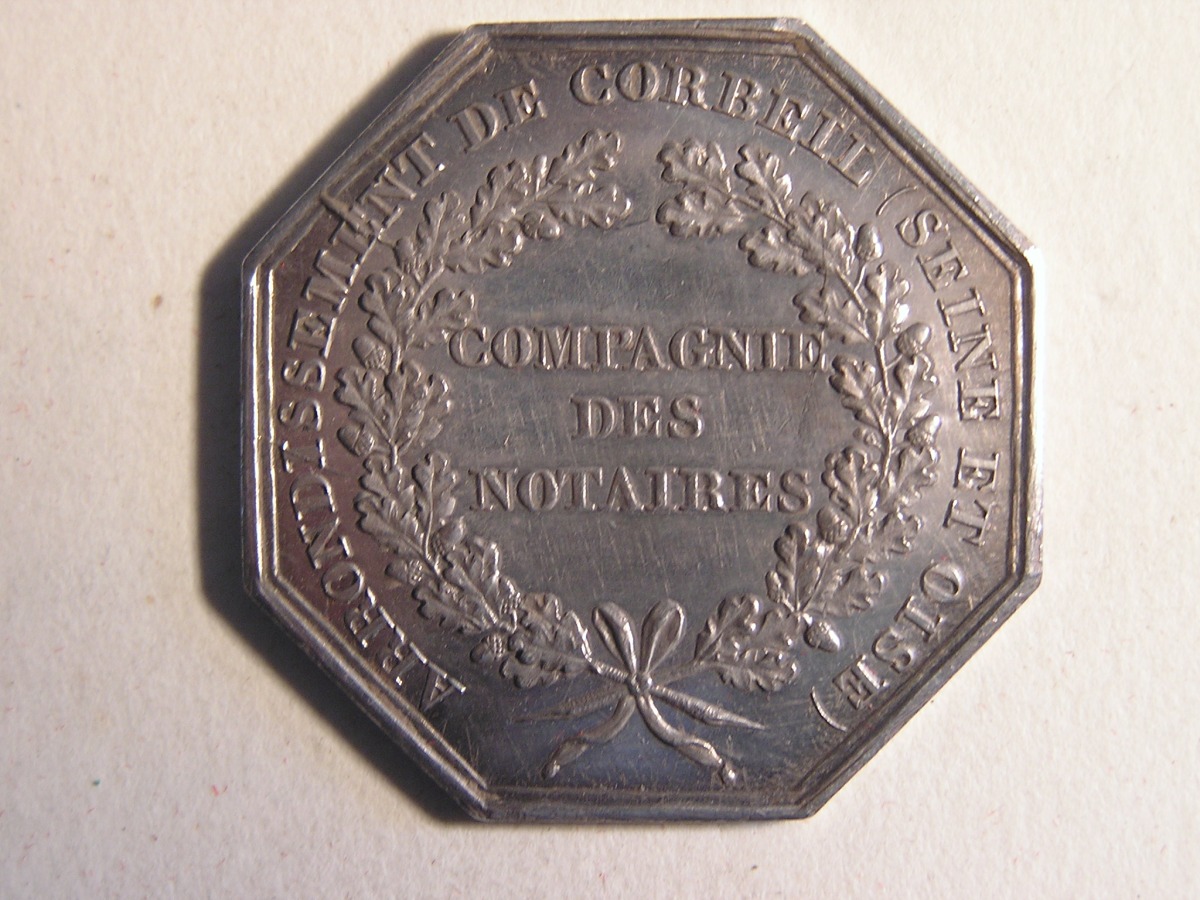 ARRONDISSEMENT DE CORBEIL (SEINE ET OISE)
COMPAGNIE
DES
NOTAIRES